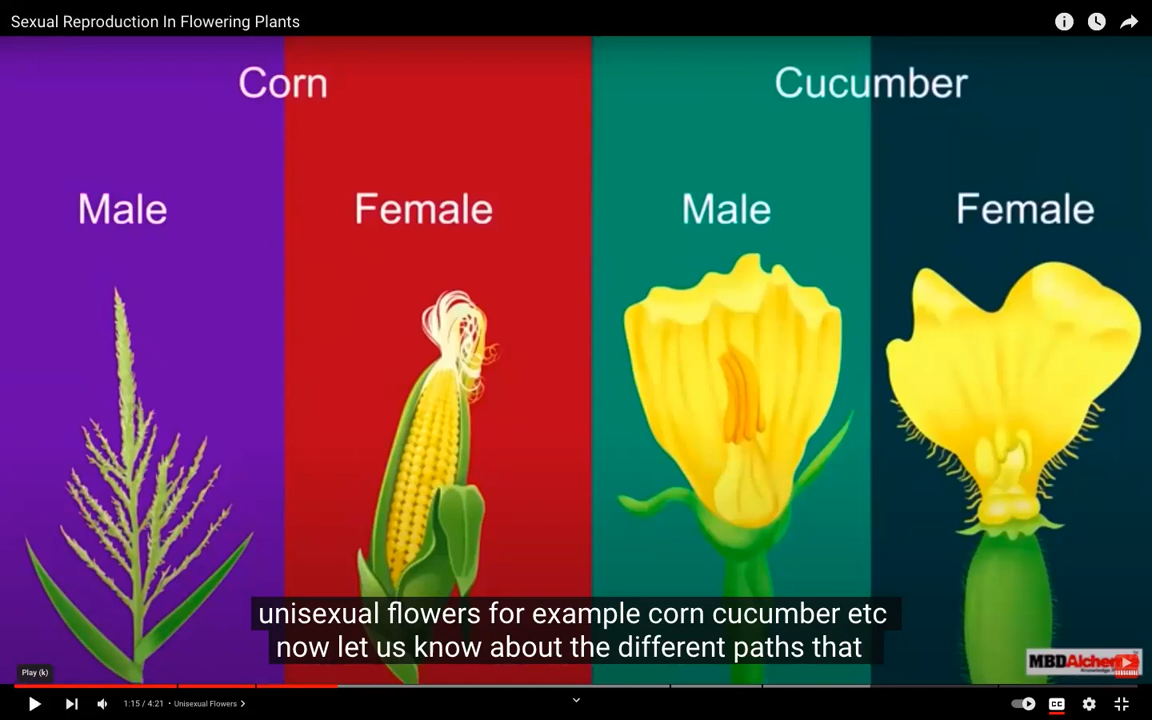 Sexual Reproduction In Flowering Plants
Corn
Cucumber
Male
Female
Male
Female
unisexual flowers for example corn cucumber etc
now let us know about the different paths that
MBDAlchemie
Play (k)
1:15 / 4:21 • Unisexual Flowers
CC